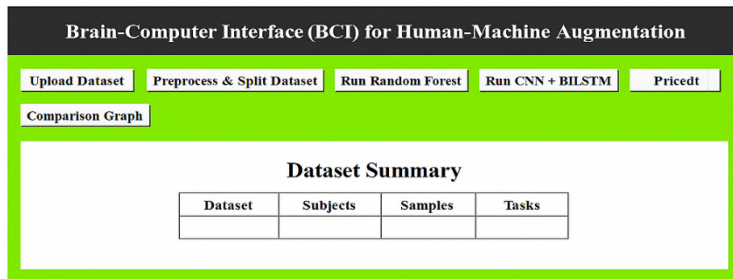 Brain-Computer Interface (BCI) for Human-Machine Augmentation
Upload Dataset Preprocess & Split Dataset Run Random Forest Run CNN + BILSTM Pricedt
Comparison Graph
Dataset Summary
Dataset Subjects Samples Tasks